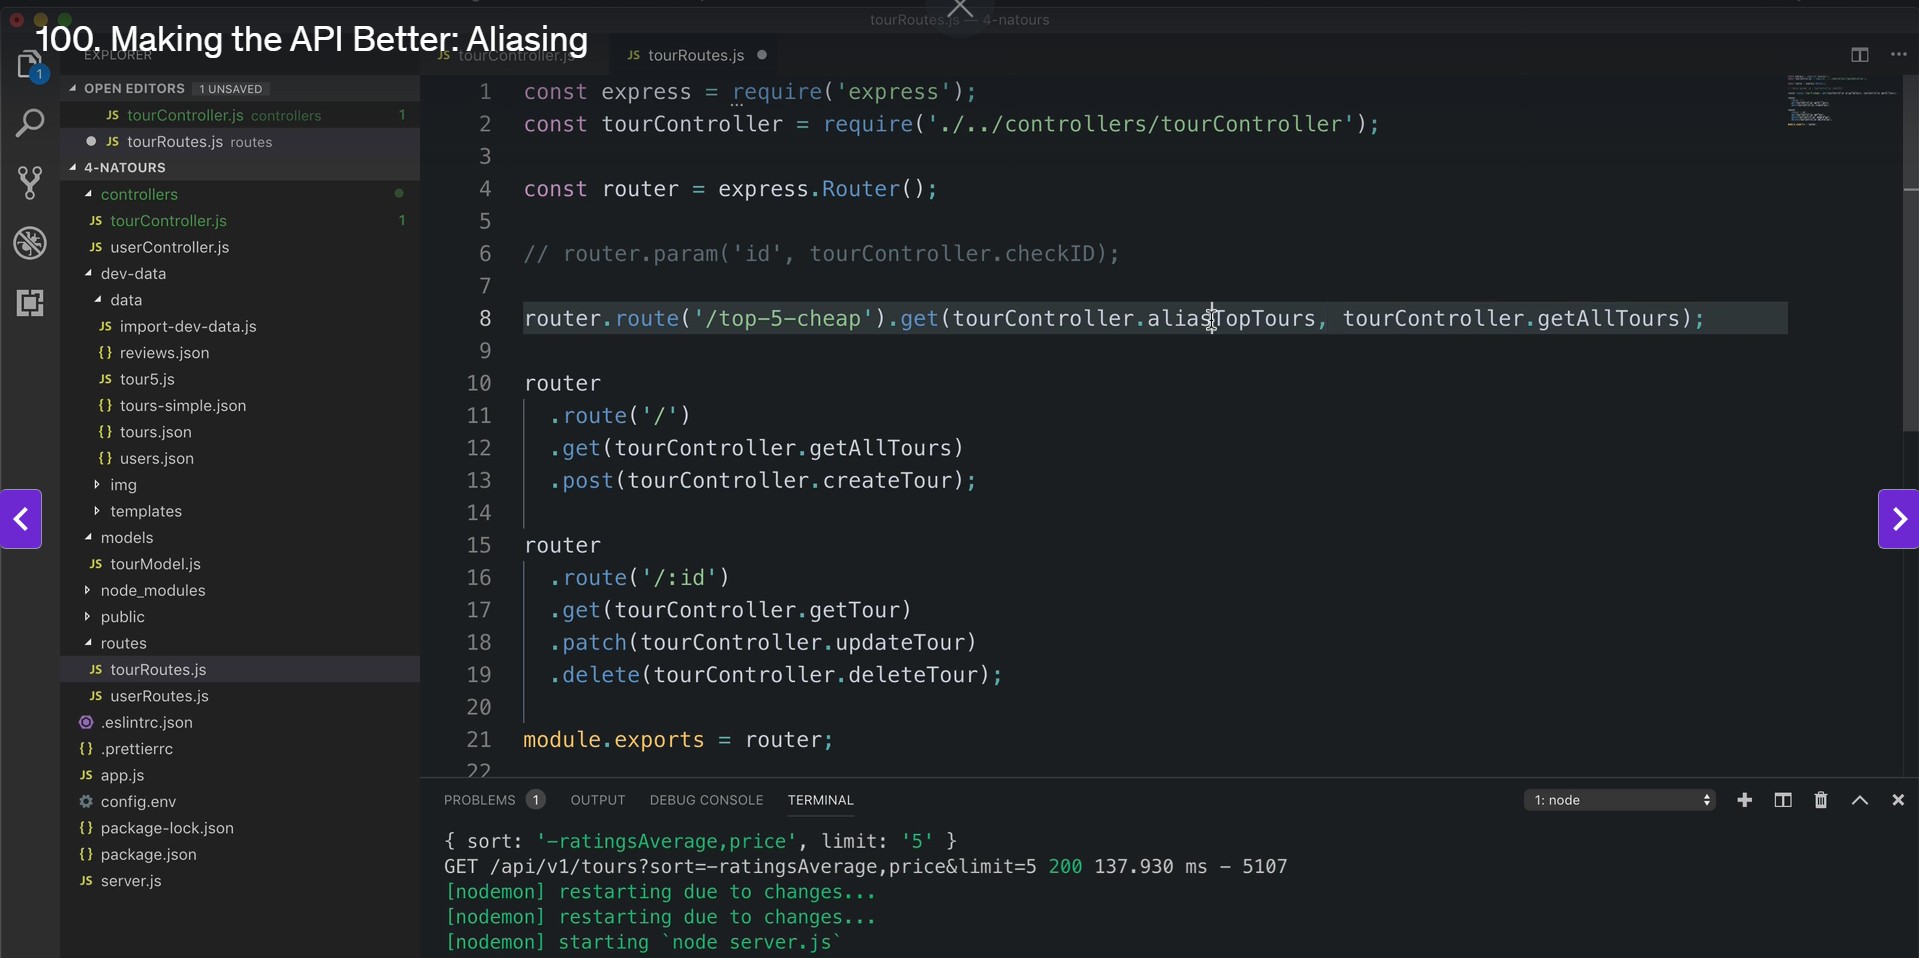 tourRoutes.js — 4-natours
100. Making the API Better: Aliasing
EXPLORER
tourController.js
tourRoutes.js
1
OPEN EDITORS 1 UNSAVED
JS tourController.js controllers 1
JS tourRoutes.js routes
4-NATOURS
controllers
JS tourController.js 1
JS userController.js
dev-data
data
JS import-dev-data.js
JS reviews.json
JS tour5.js
{} tours-simple.json
{} tours.json
{} users.json
img
templates
models
JS tourModel.js
node_modules
public
routes
JS tourRoutes.js
JS userRoutes.js
.eslintrc.json
{} .prettierrc
JS app.js
config.env
{} package-lock.json
{} package.json
JS server.js
1 const express = require('express');
2 const tourController = require('./../controllers/tourController');
3
4 const router = express.Router();
5
6 // router.param('id', tourController.checkID);
7
8 router.route('/top-5-cheap').get(tourController.aliasTopTours, tourController.getAllTours);
9
10 router
11 .route('/')
12 .get(tourController.getAllTours)
13 .post(tourController.createTour);
14
15 router
16 .route('/:id')
17 .get(tourController.getTour)
18 .patch(tourController.updateTour)
19 .delete(tourController.deleteTour);
20
21 module.exports = router;
22
PROBLEMS 1 OUTPUT DEBUG CONSOLE TERMINAL 1: node
{ sort: '-ratingsAverage,price', limit: '5' }
GET /api/v1/tours?sort=-ratingsAverage,price&limit=5 200 137.930 ms - 5107
[nodemon] restarting due to changes...
[nodemon] restarting due to changes...
[nodemon] starting `node server.js`